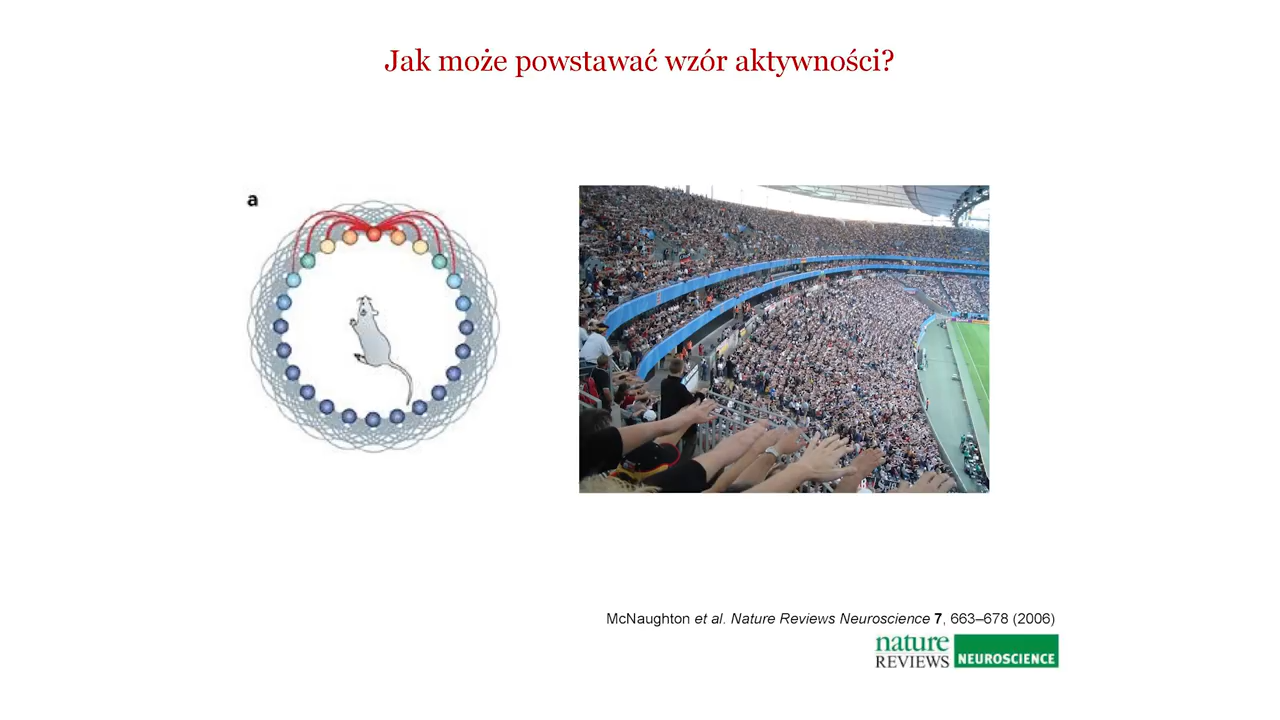 Jak może powstawać wzór aktywności?
a
McNaughton et al. Nature Reviews Neuroscience 7, 663–678 (2006)
nature
REVIEWS NEUROSCIENCE